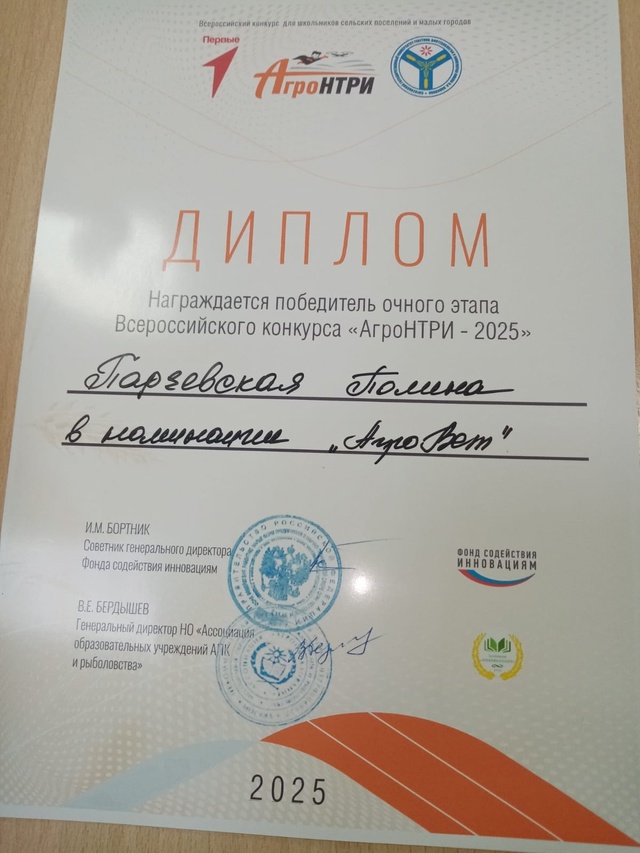 Всероссийский конкурс для школьников сельских поселений и малых городов
Первые
АгроНТРИ
ДИПЛОМ
Награждается победитель очного этапа
Всероссийского конкурса «АгроНТРИ - 2025»
Парзевская Полина
в номинации „АгроВет"
И.М. БОРТНИК
Советник генерального директора
Фонда содействия инновациям
ФОНД СОДЕЙСТВИЯ
ИННОВАЦИЯМ
В.Е. БЕРДЫШЕВ
Генеральный директор НО «Ассоциация
образовательных учреждений АПК
и рыболовства»
2025